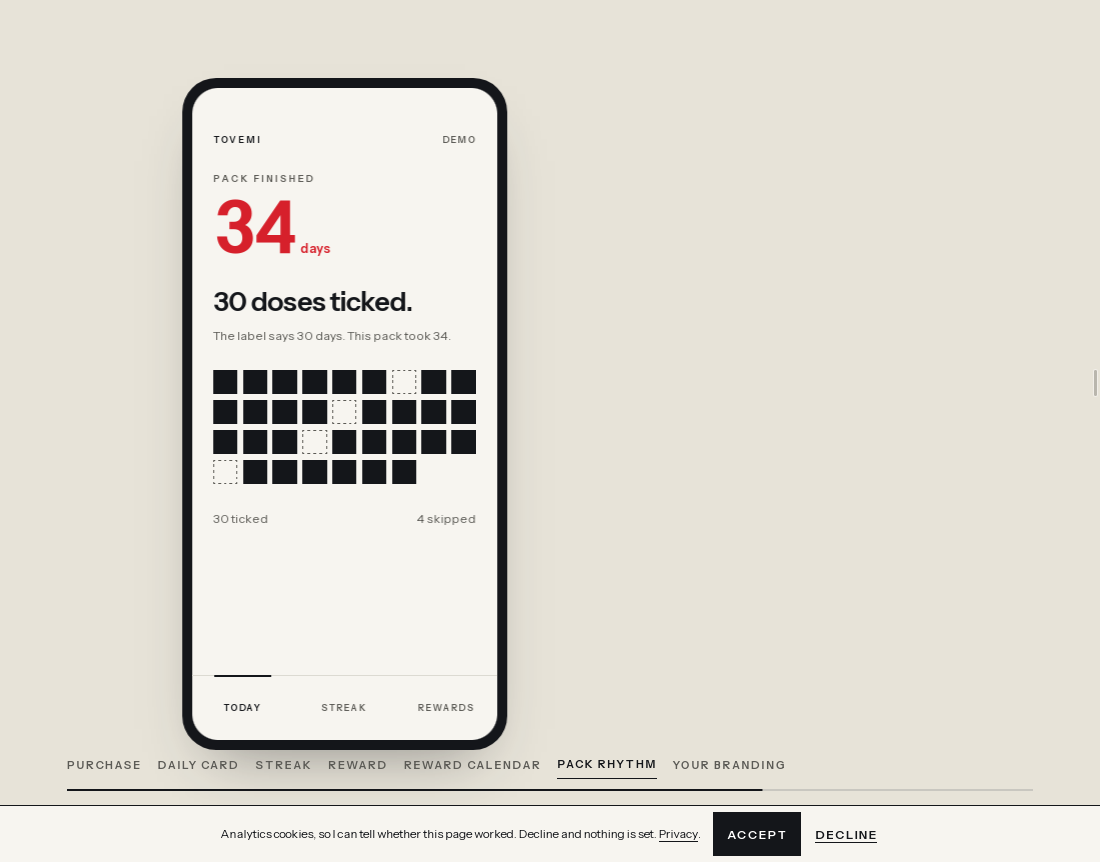 TOVEMI DEMO
PACK FINISHED
34 days
30 doses ticked.
The label says 30 days. This pack took 34.
30 ticked 4 skipped
TODAY STREAK REWARDS
PURCHASE DAILY CARD STREAK REWARD REWARD CALENDAR PACK RHYTHM YOUR BRANDING
Analytics cookies, so I can tell whether this page worked. Decline and nothing is set. Privacy. ACCEPT DECLINE